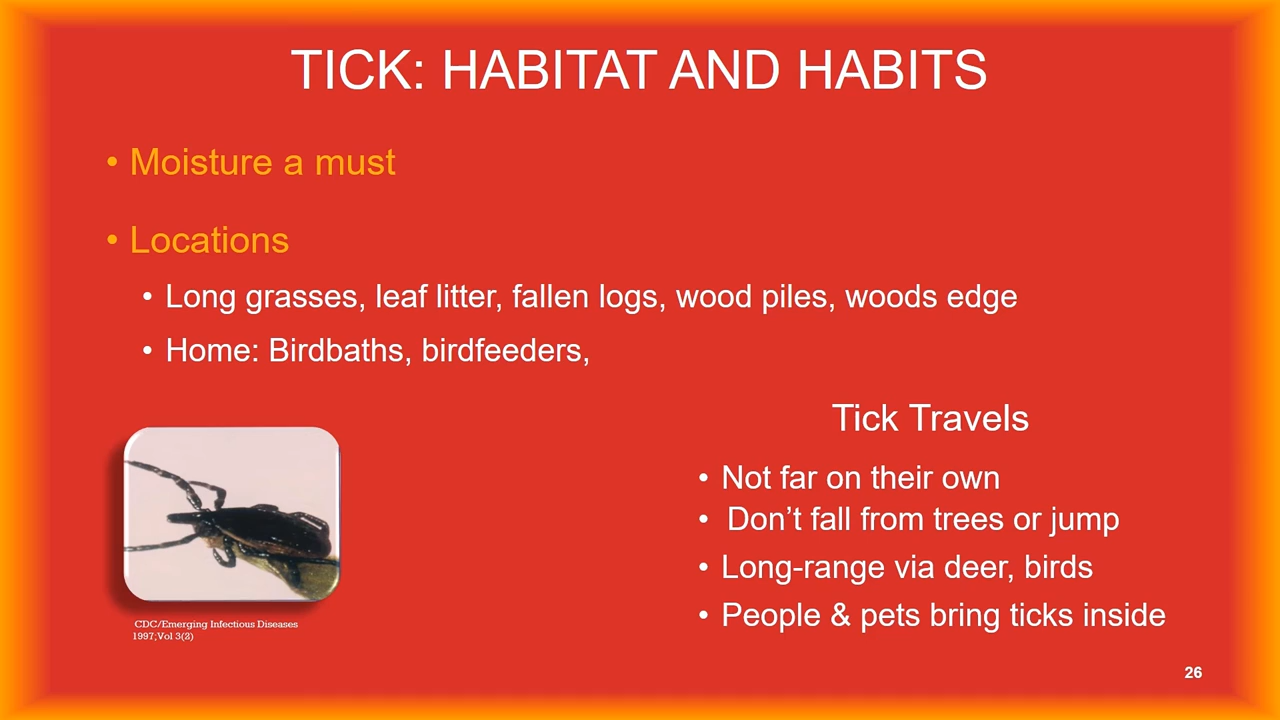 TICK: HABITAT AND HABITS
• Moisture a must
• Locations
• Long grasses, leaf litter, fallen logs, wood piles, woods edge
• Home: Birdbaths, birdfeeders,
Tick Travels
• Not far on their own
• Don’t fall from trees or jump
• Long-range via deer, birds
• People & pets bring ticks inside
CDC/Emerging Infectious Diseases
1997;Vol 3(2)
26